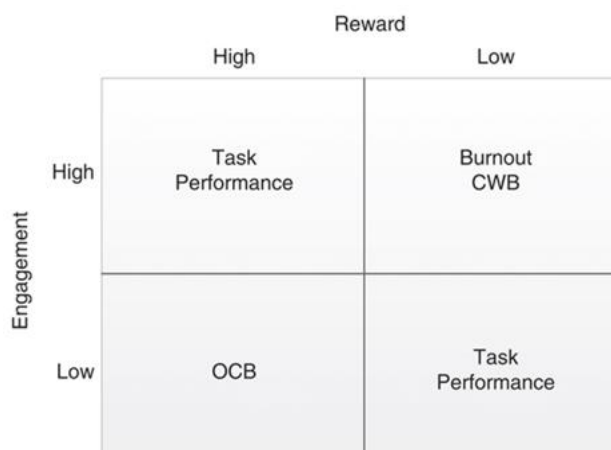 Reward
High Low
Engagement
High
Task
Performance
Burnout
CWB
Low
OCB
Task
Performance